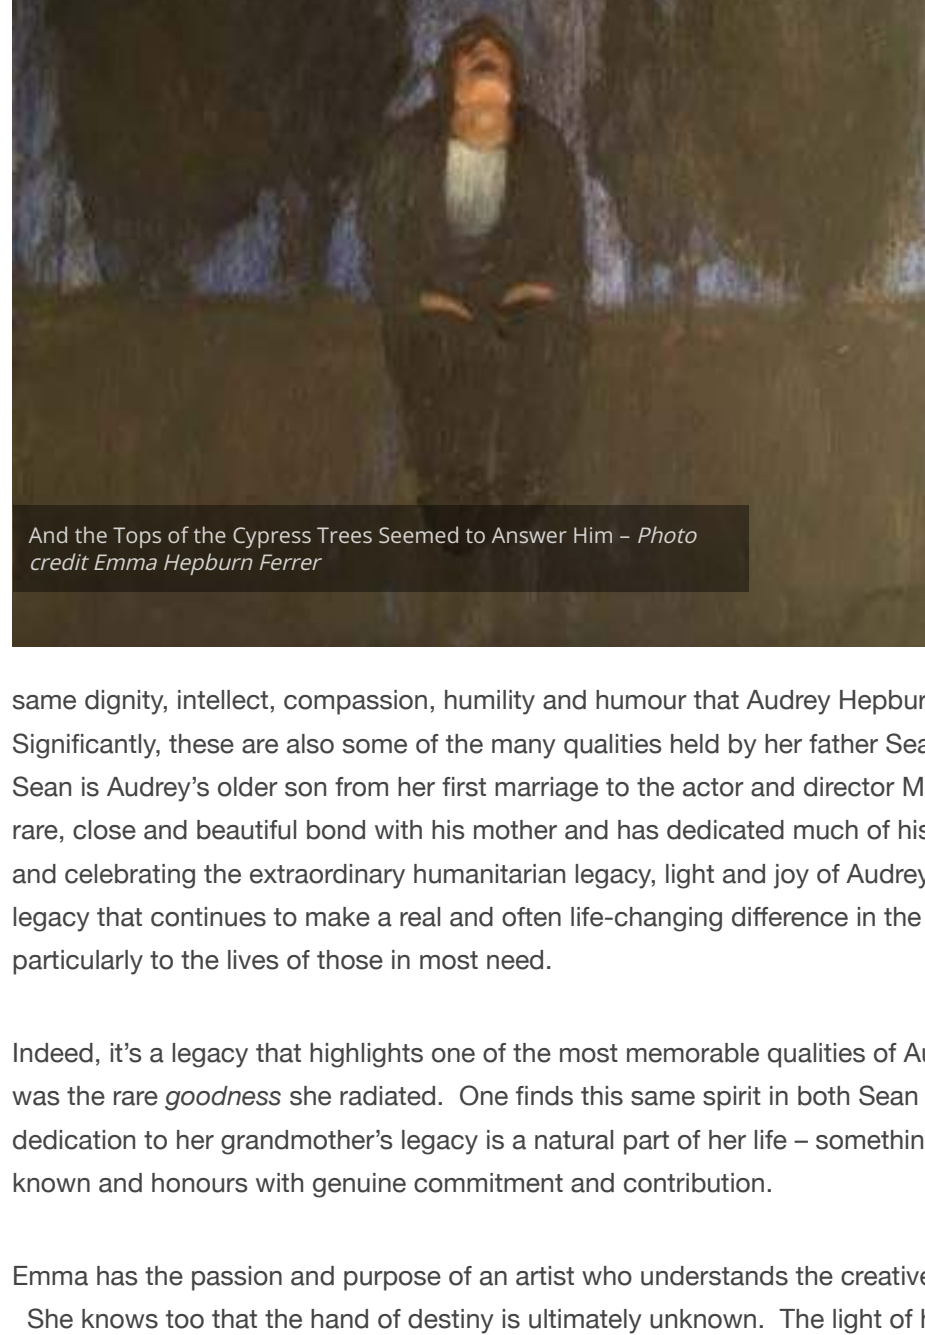 And the Tops of the Cypress Trees Seemed to Answer Him – Photo
credit Emma Hepburn Ferrer
same dignity, intellect, compassion, humility and humour that Audrey
Significantly, these are also some of the many qualities held by her father
Sean is Audrey’s older son from her first marriage to the actor and director
rare, close and beautiful bond with his mother and has dedicated much of his
and celebrating the extraordinary humanitarian legacy, light and joy of Audrey
legacy that continues to make a real and often life-changing difference in the
particularly to the lives of those in most need.
Indeed, it’s a legacy that highlights one of the most memorable qualities of
was the rare goodness she radiated. One finds this same spirit in both Sean
dedication to her grandmother’s legacy is a natural part of her life –
known and honours with genuine commitment and contribution.
Emma has the passion and purpose of an artist who understands the creative
She knows too that the hand of destiny is ultimately unknown. The light of